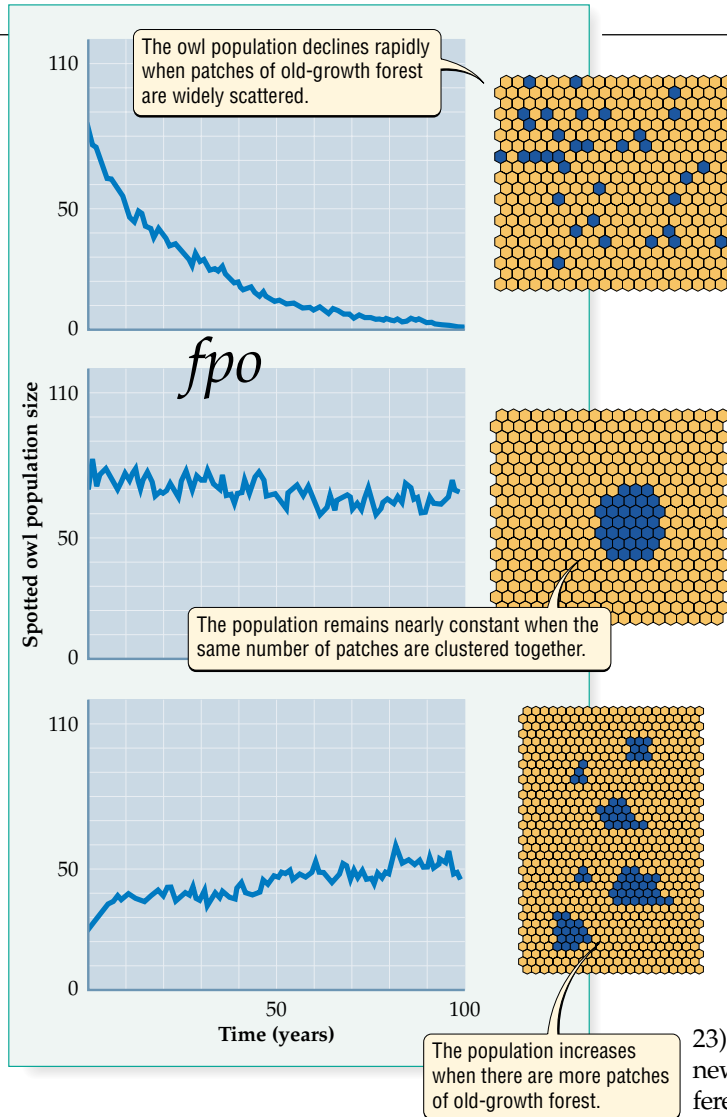 The owl population declines rapidly
when patches of old-growth forest
are widely scattered.
110
50
0
fpo
Spotted owl population size
110
50
0
The population remains nearly constant when the
same number of patches are clustered together.
110
50
0
50
100
Time (years)
The population increases
when there are more patches
of old-growth forest.
23)